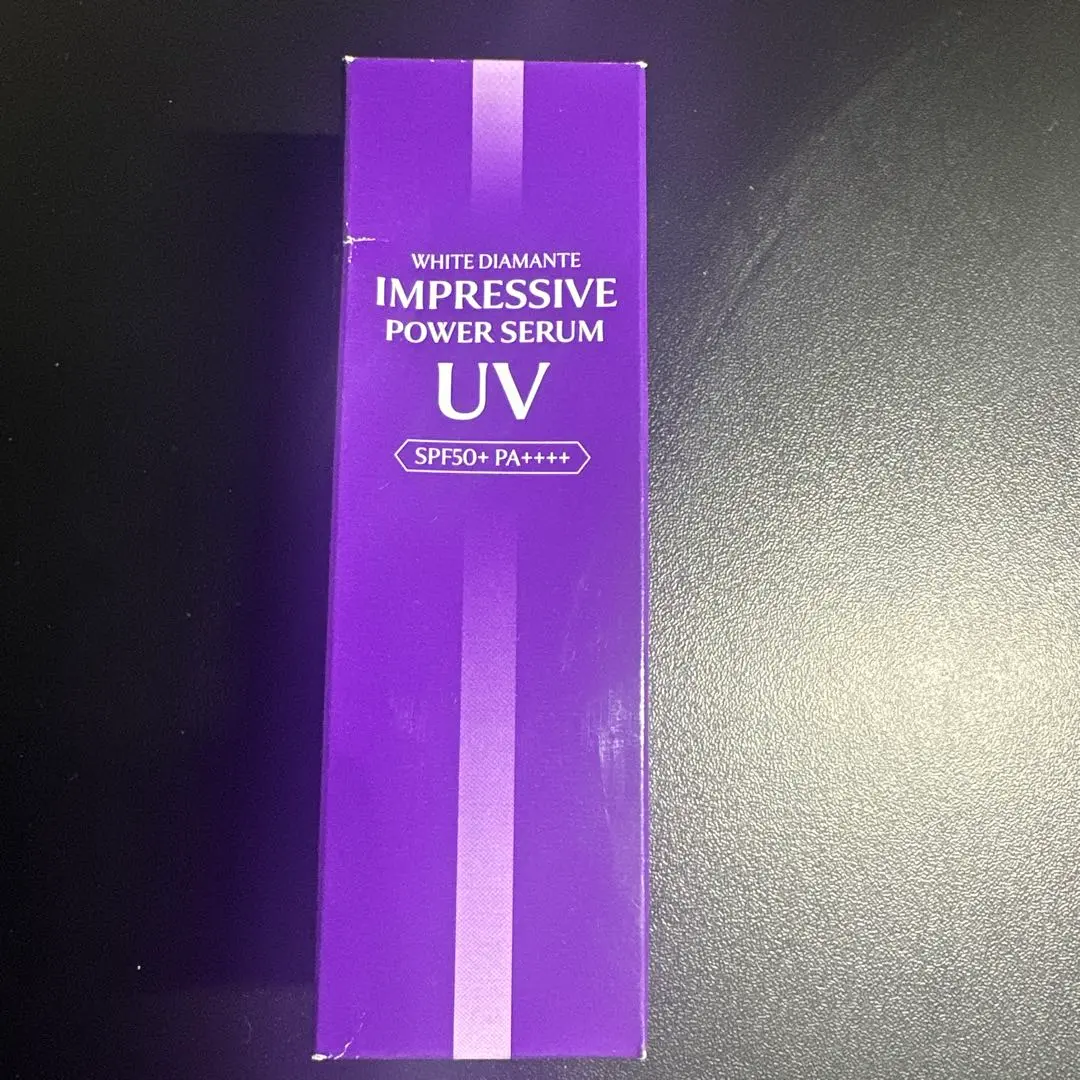 WHITE DIAMANTE
IMPRESSIVE
POWER SERUM
UV
SPF50+ PA++++